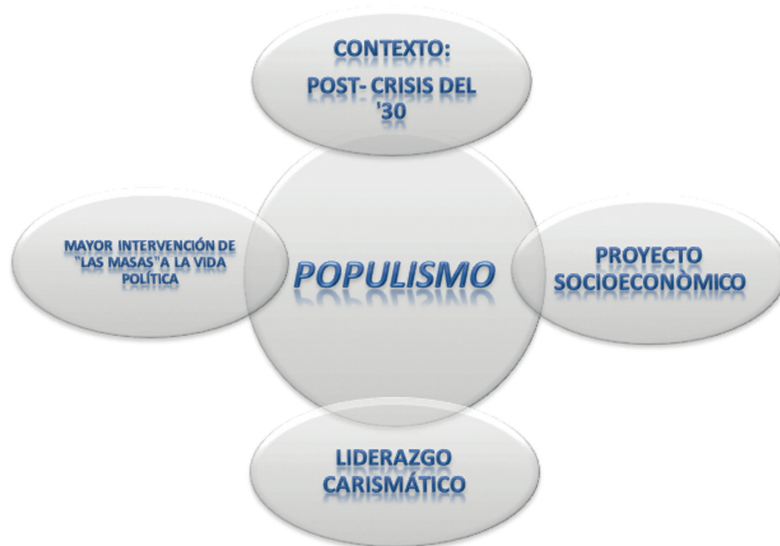 CONTEXTO:
POST- CRISIS DEL
'30
MAYOR INTERVENCIÓN DE
"LAS MASAS"A LA VIDA
POLÍTICA
POPULISMO
PROYECTO
SOCIOECONÒMICO
LIDERAZGO
CARISMÁTICO